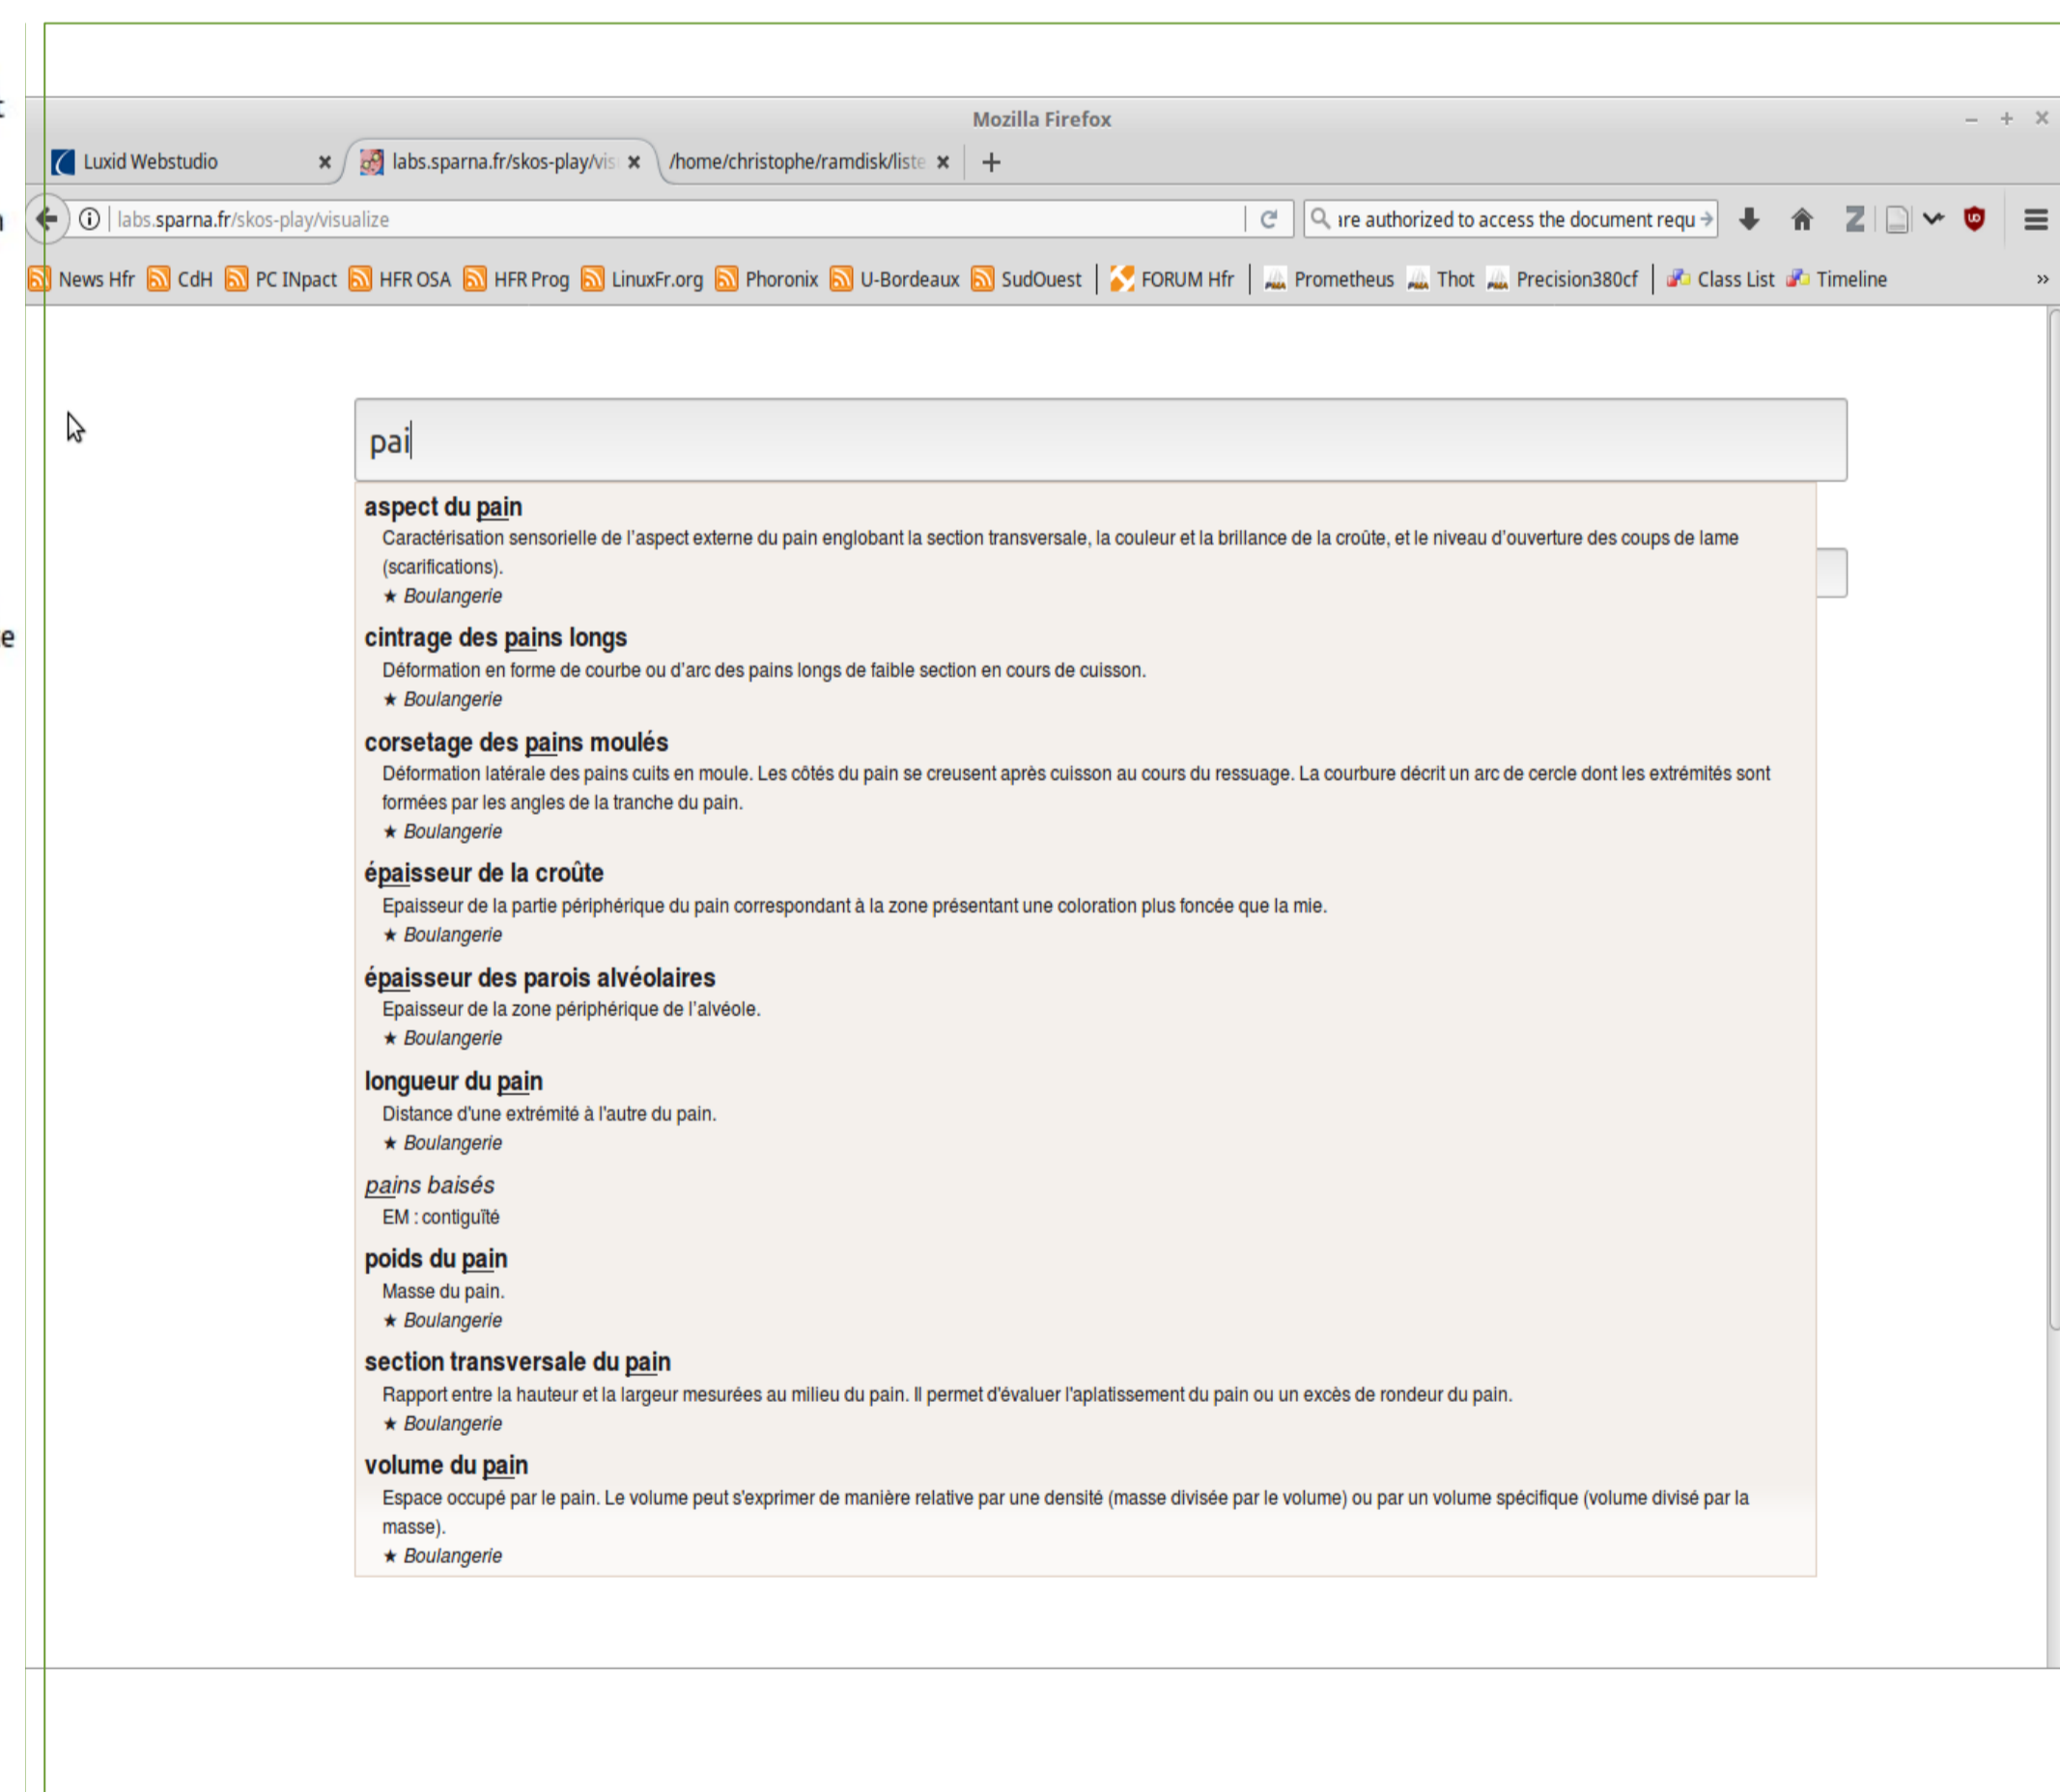 Mozilla Firefox
Luxid Webstudio
labs.sparna.fr/skos-play/vis
/home/christophe/ramdisk/liste
labs.sparna.fr/skos-play/visualize
are authorized to access the document requ
News Hfr CdH PC INpact HFR OSA HFR Prog LinuxFr.org Phoronix U-Bordeaux SudOuest FORUM Hfr Prometheus Thot Precision380cf Class List Timeline
pai
aspect du pain
Caractérisation sensorielle de l'aspect externe du pain englobant la section transversale, la couleur et la brillance de la croûte, et le niveau d'ouverture des coups de lame
(scarifications).
★ Boulangerie
cintrage des pains longs
Déformation en forme de courbe ou d'arc des pains longs de faible section en cours de cuisson.
★ Boulangerie
corsetage des pains moulés
Déformation latérale des pains cuits en moule. Les côtés du pain se creusent après cuisson au cours du ressuage. La courbure décrit un arc de cercle dont les extrémités sont
formées par les angles de la tranche du pain.
★ Boulangerie
épaisseur de la croûte
Epaisseur de la partie périphérique du pain correspondant à la zone présentant une coloration plus foncée que la mie.
★ Boulangerie
épaisseur des parois alvéolaires
Epaisseur de la zone périphérique de l'alvéole.
★ Boulangerie
longueur du pain
Distance d'une extrémité à l'autre du pain.
★ Boulangerie
pains baisés
EM : contiguïté
poids du pain
Masse du pain.
★ Boulangerie
section transversale du pain
Rapport entre la hauteur et la largeur mesurées au milieu du pain. Il permet d'évaluer l'aplatissement du pain ou un excès de rondeur du pain.
★ Boulangerie
volume du pain
Espace occupé par le pain. Le volume peut s'exprimer de manière relative par une densité (masse divisée par le volume) ou par un volume spécifique (volume divisé par la
masse).
★ Boulangerie